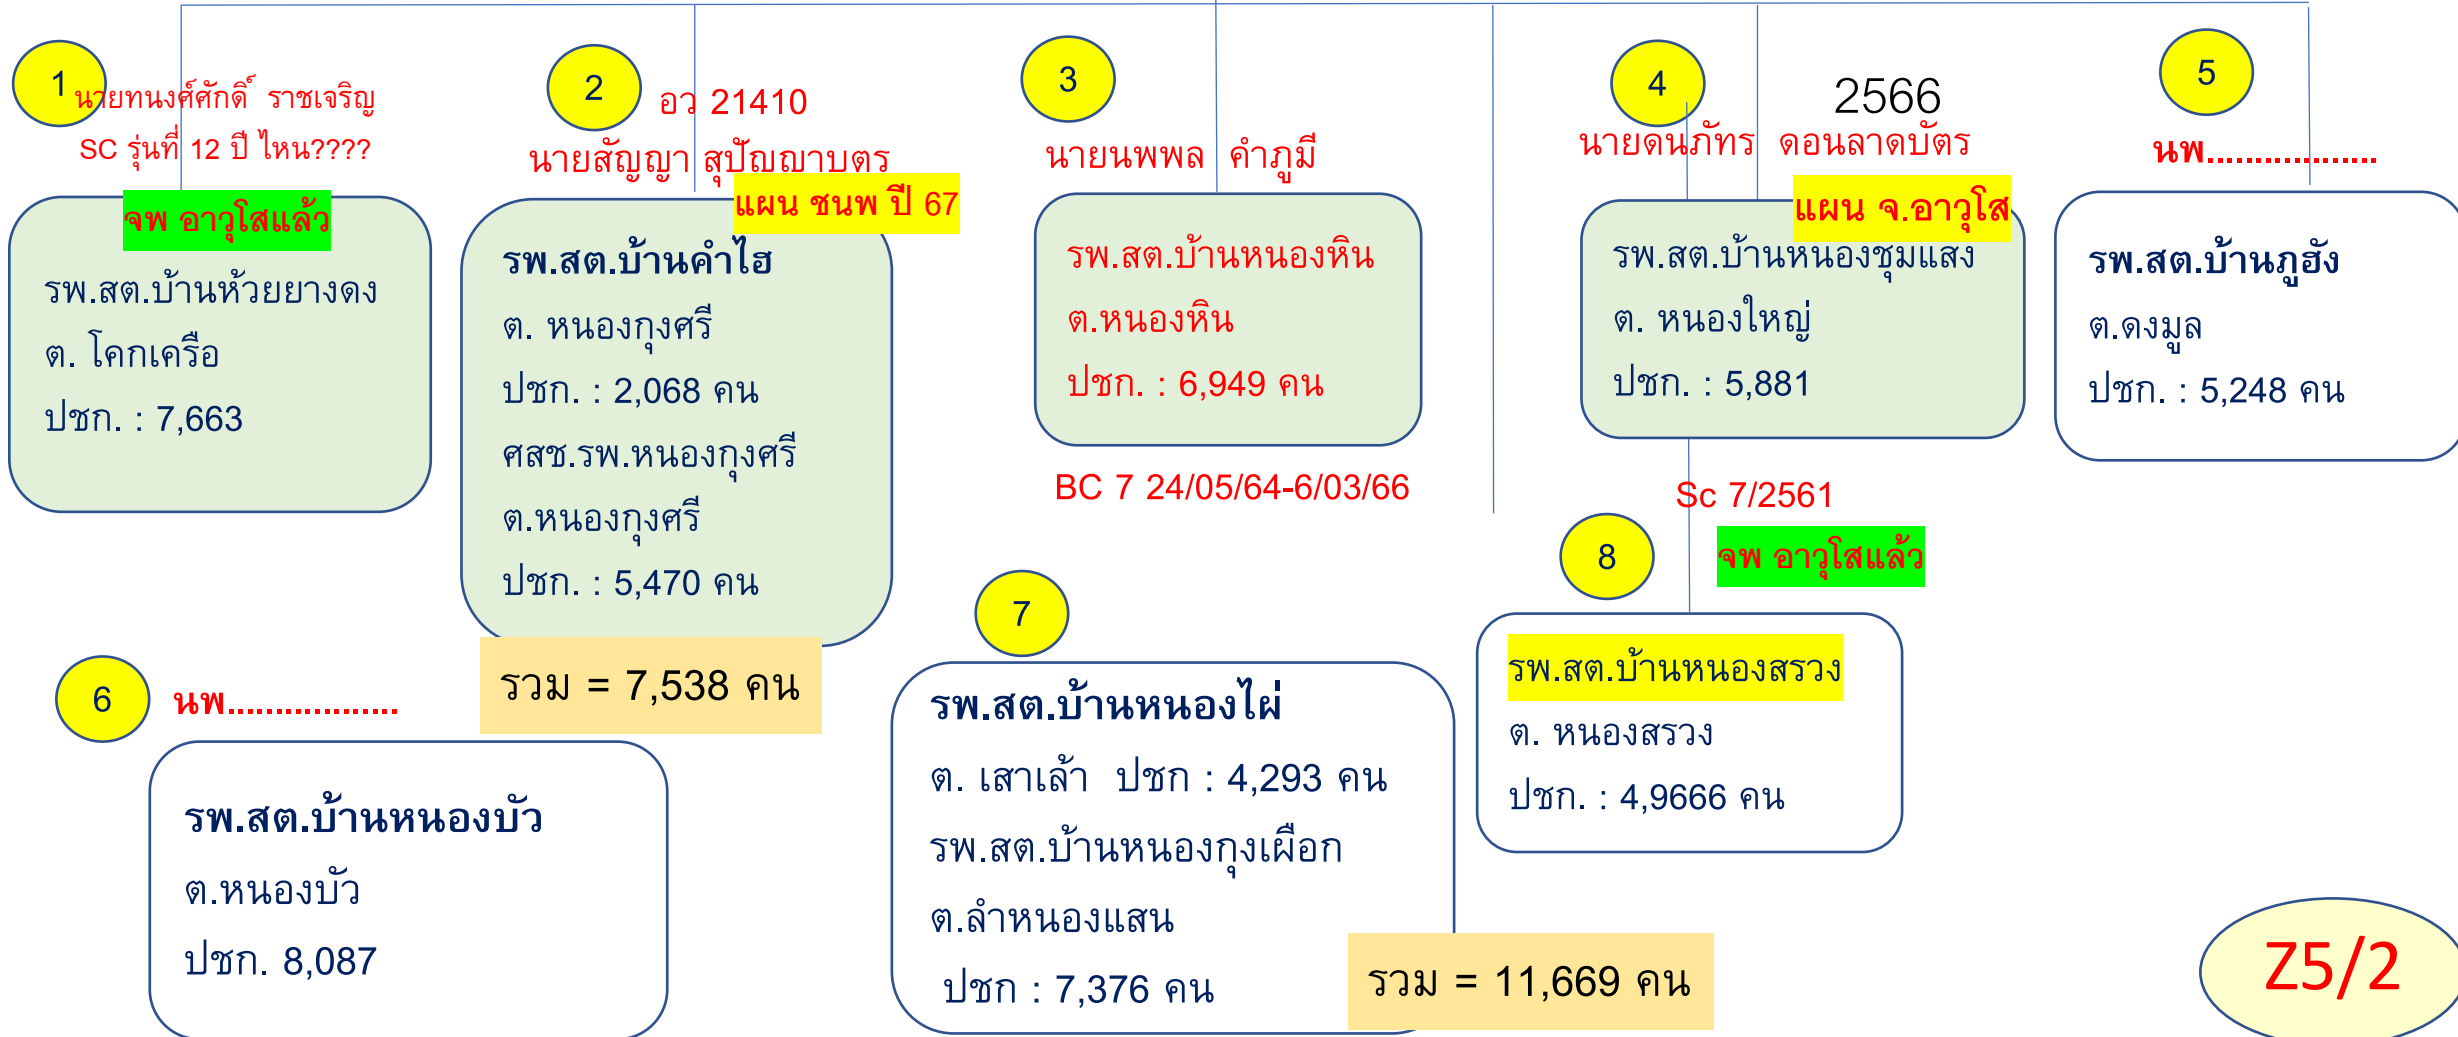 1
นายทนงศ์ศักดิ์ ราชเจริญ
SC รุ่นที่ 12 ปี ไหน????
จพ อาวุโสแล้ว
รพ.สต.บ้านห้วยยางดง
ต. โคกเครือ
ปชก. : 7,663
2
อว 21410
นายสัญญา สุปัญญาบตร
แผน ชนพ ปี 67
รพ.สต.บ้านคำไฮ
ต. หนองกุงศรี
ปชก. : 2,068 คน
ศสช.รพ.หนองกุงศรี
ต.หนองกุงศรี
ปชก. : 5,470 คน
รวม = 7,538 คน
3
นายนพพล คำภูมี
รพ.สต.บ้านหนองหิน
ต.หนองหิน
ปชก. : 6,949 คน
BC 7 24/05/64-6/03/66
4
2566
นายดนภัทร ดอนลาดบัตร
แผน จ.อาวุโส
รพ.สต.บ้านหนองชุมแสง
ต. หนองใหญ่
ปชก. : 5,881
5
นพ..................
รพ.สต.บ้านภูฮัง
ต.ดงมูล
ปชก. : 5,248 คน
6
นพ..................
รพ.สต.บ้านหนองบัว
ต.หนองบัว
ปชก. 8,087
7
รพ.สต.บ้านหนองไผ่
ต. เสาเล้า ปชก : 4,293 คน
รพ.สต.บ้านหนองกุงเผือก
ต.ลำหนองแสน
ปชก : 7,376 คน
รวม = 11,669 คน
Sc 7/2561
8
จพ อาวุโสแล้ว
รพ.สต.บ้านหนองสรวง
ต. หนองสรวง
ปชก. : 4,9666 คน
Z5/2